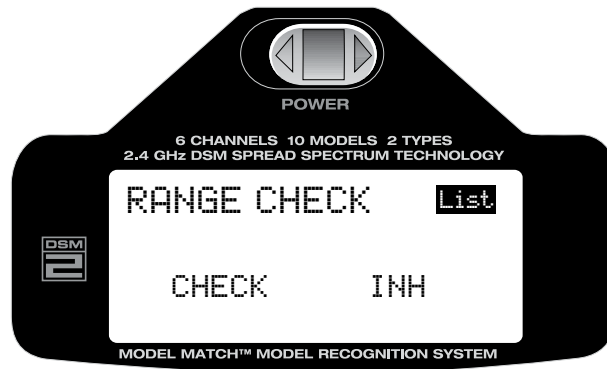 POWER
6 CHANNELS 10 MODELS 2 TYPES
2.4 GHz DSM SPREAD SPECTRUM TECHNOLOGY
RANGE CHECK List
DSM
2
CHECK INH
MODEL MATCH™ MODEL RECOGNITION SYSTEM